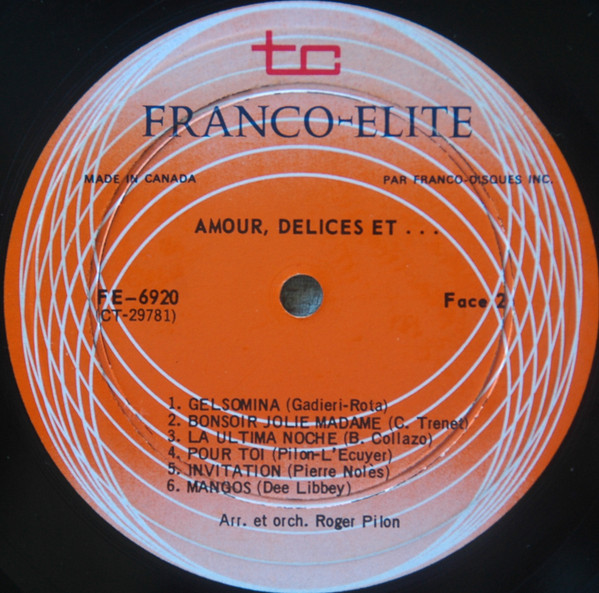 tc
FRANCO-ELITE
MADE IN CANADA
PAR FRANCO-DISQUES INC.
AMOUR, DELICES ET . . .
FE-6920
(CT-29781)
Face 2
1. GELSOMINA (Gadieri-Rota)
2. BONSOIR JOLIE MADAME (C. Trenet)
3. LA ULTIMA NOCHE (B. Collazo)
4. POUR TOI (Pilon-L'Ecuyer)
5. INVITATION (Pierre Nolès)
6. MANGOS (Dee Libbey)
Arr. et orch. Roger Pilon